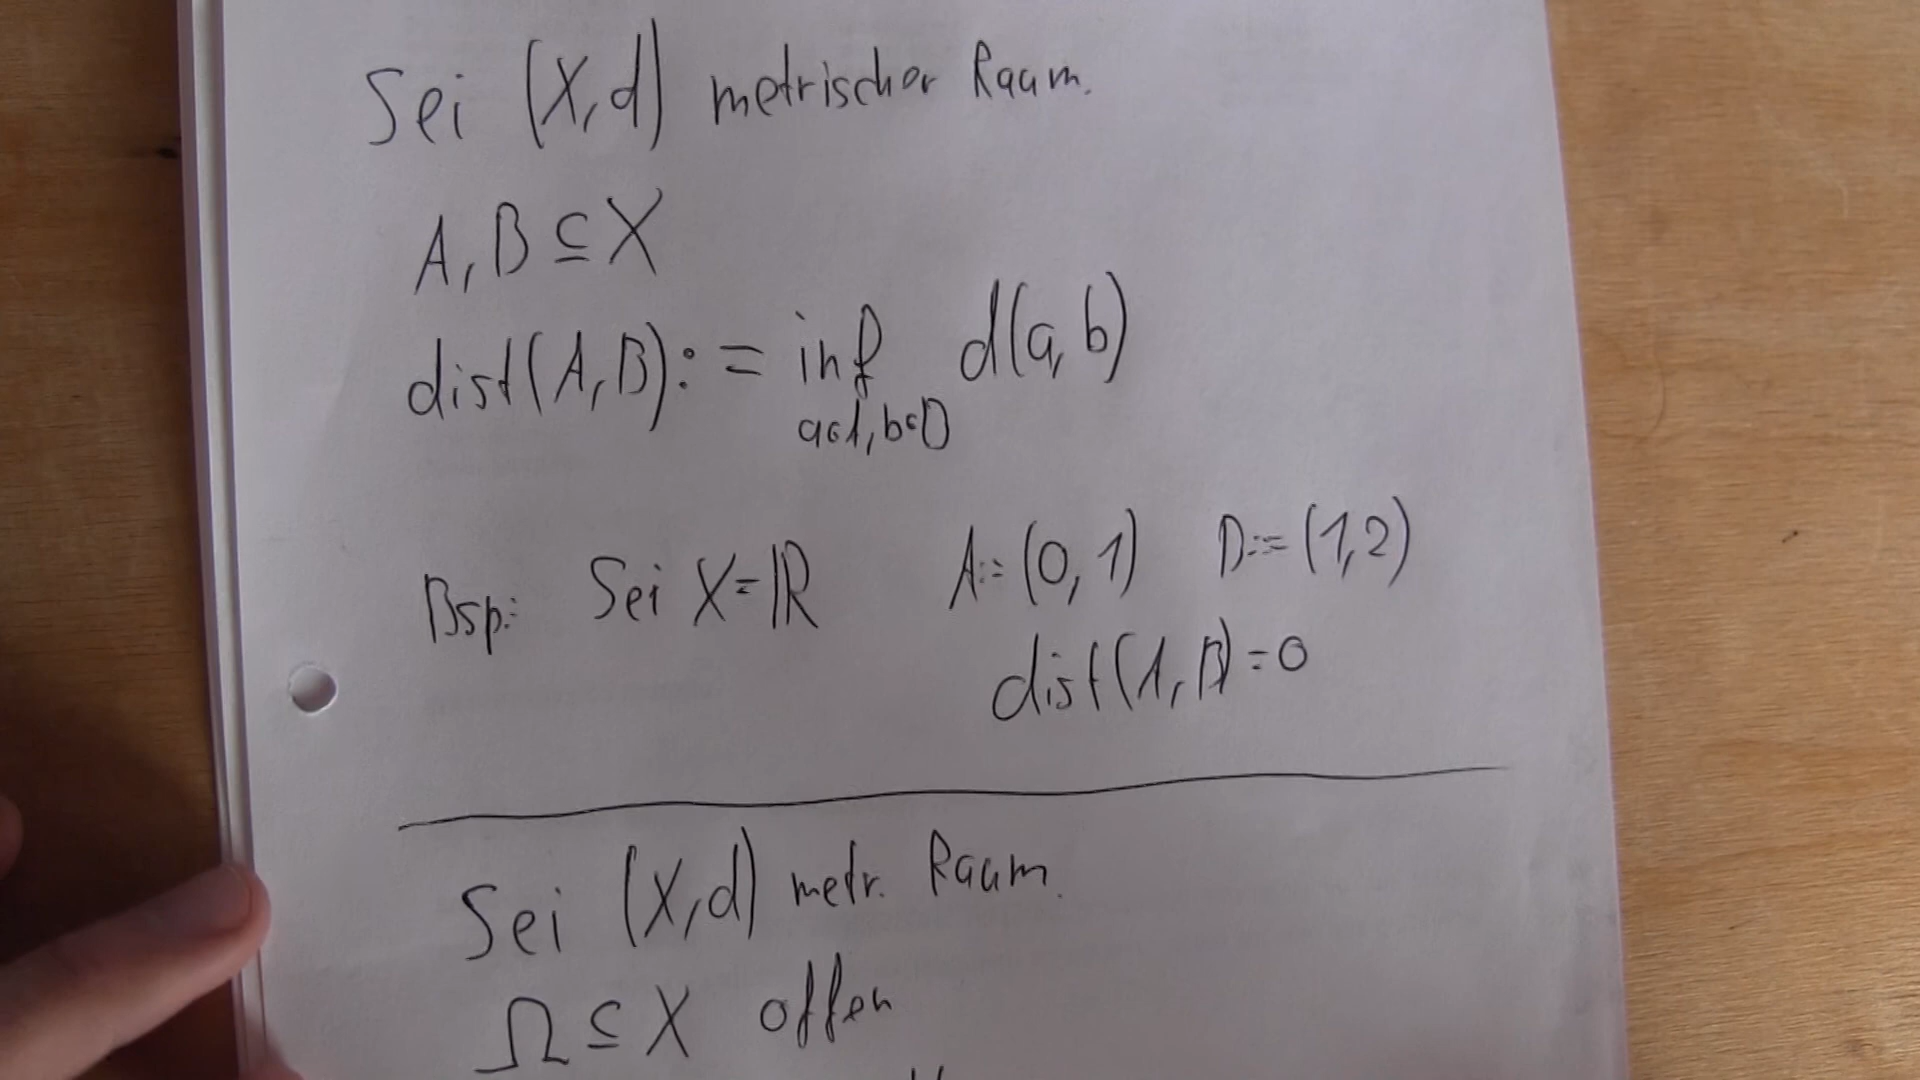 Sei (X,d) metrischer Raum.
A,B ⊆ X
dist(A,B) := inf d(a,b)
a∈A, b∈B
Bsp.: Sei X=ℝ A:=(0,1) B:=(1,2)
dist(A,B)=0
Sei (X,d) metr. Raum.
Ω ⊆ X offen